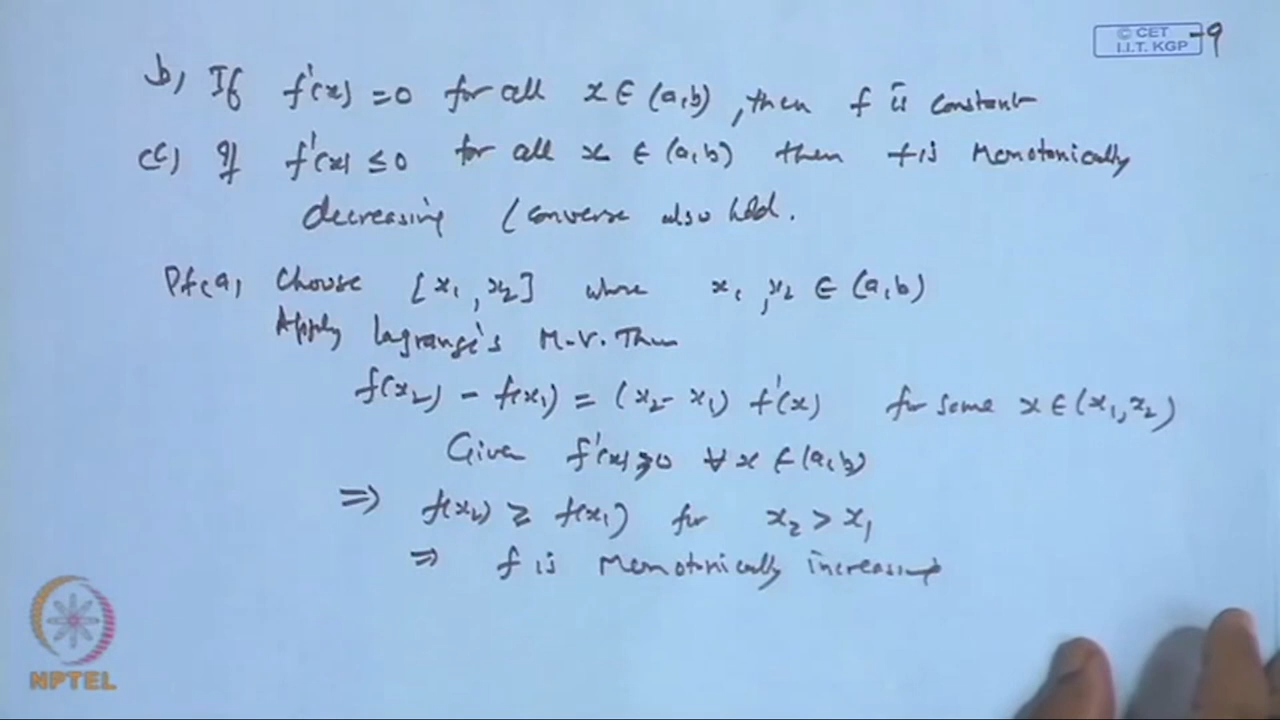 © CET
I.I.T. KGP
-9
b) If f'(x) = 0 for all x ∈ (a,b), then f is constant
(c) If f'(x) ≤ 0 for all x ∈ (a,b) then f is Monotonically
decreasing (Converse also hold.
Pf (a) Choose [x₁, x₂] where x₁, x₂ ∈ (a,b)
Apply Lagrange's M.V. Thm
f(x₂) - f(x₁) = (x₂ - x₁) f'(x) for some x ∈ (x₁, x₂)
Given f'(x) ≥ 0 ∀ x ∈ (a,b)
⇒ f(x₂) ≥ f(x₁) for x₂ > x₁
⇒ f is Monotonically increasing
NPTEL